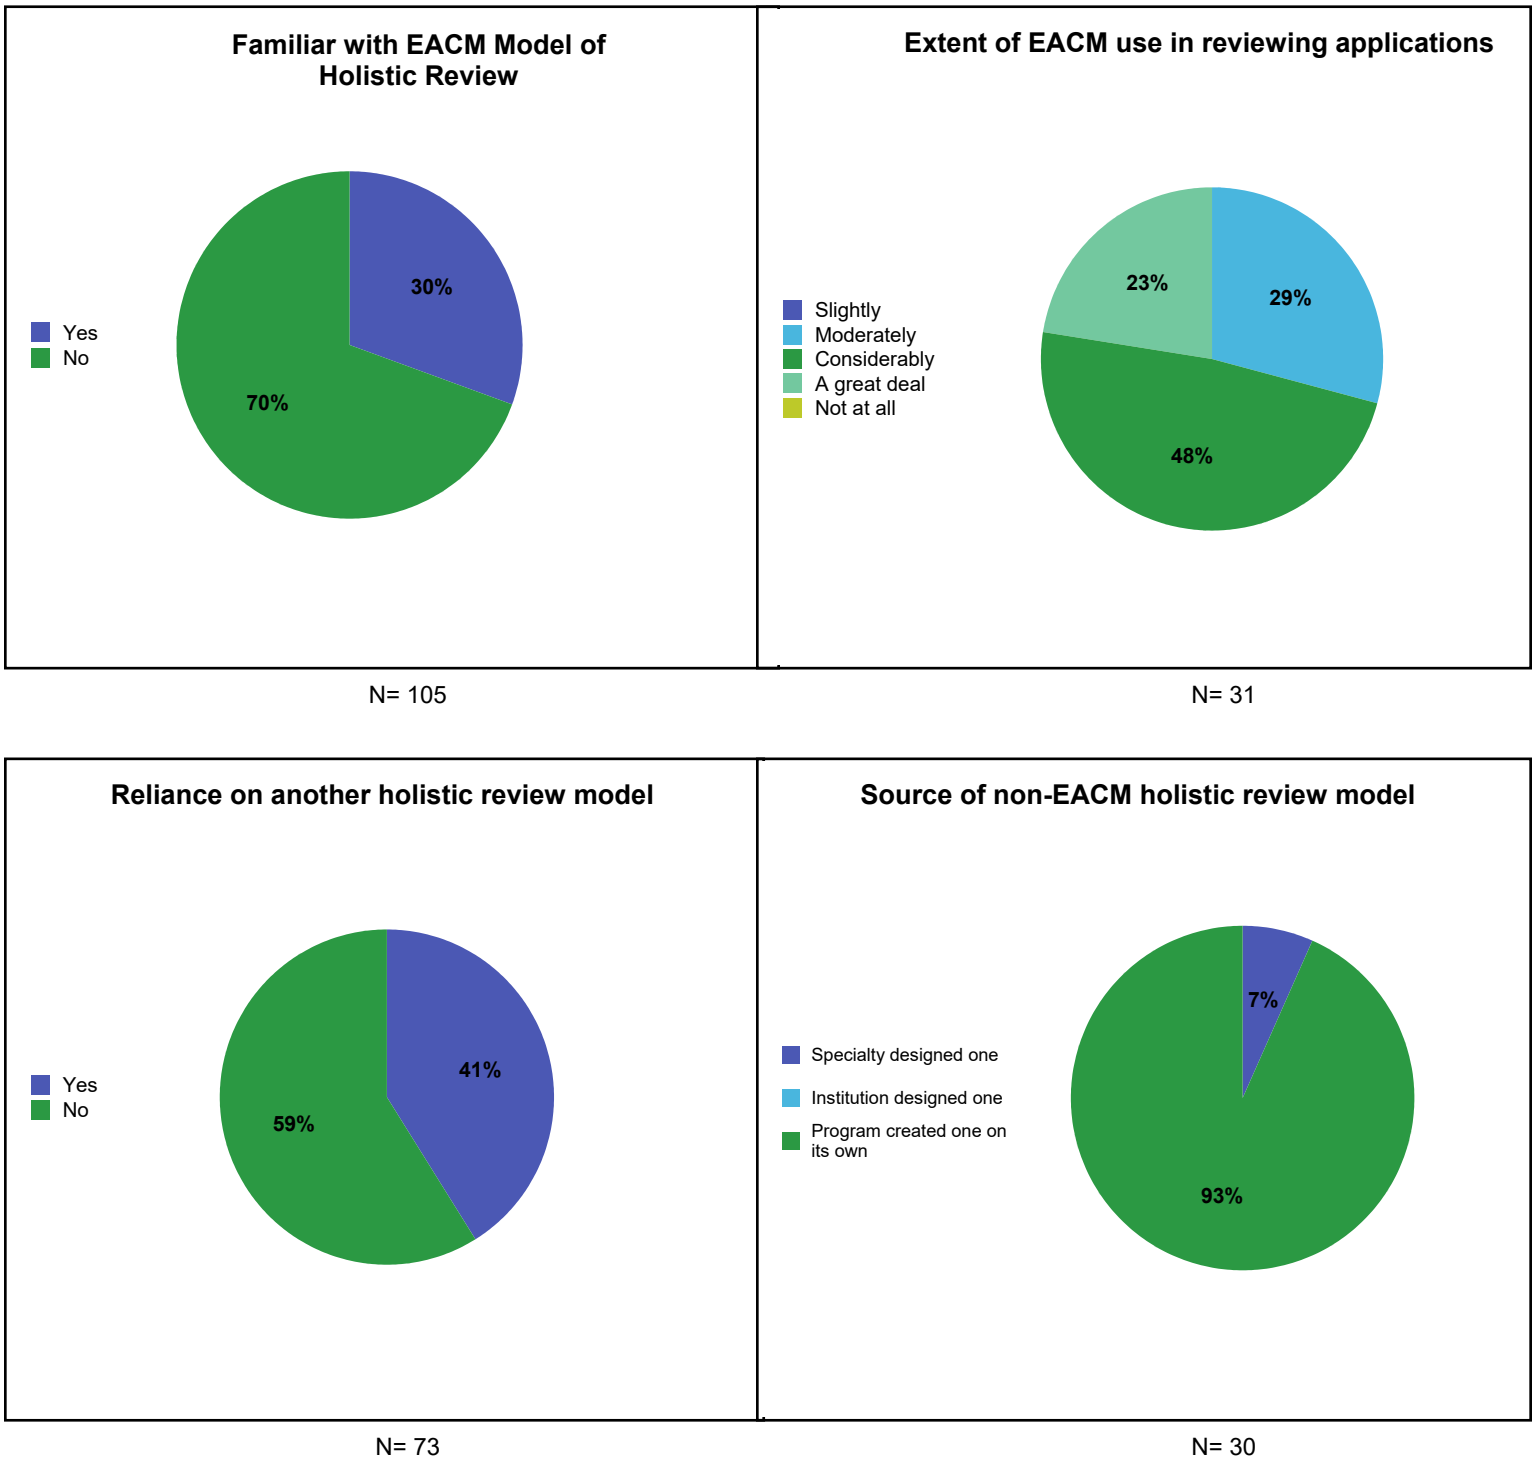 Familiar with EACM Model of
Holistic Review
30%
70%
Yes
No
N= 105
Extent of EACM use in reviewing applications
23%
29%
48%
Slightly
Moderately
Considerably
A great deal
Not at all
N= 31
Reliance on another holistic review model
41%
59%
Yes
No
N= 73
Source of non-EACM holistic review model
7%
93%
Specialty designed one
Institution designed one
Program created one on
its own
N= 30